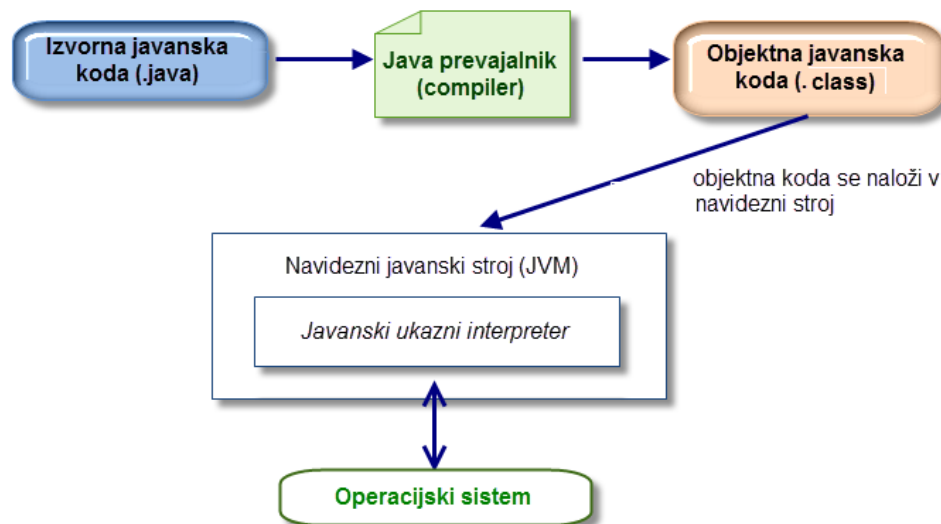 Izvorna javanska
koda (.java)
Java prevajalnik
(compiler)
Objektna javanska
koda (. class)
objektna koda se naloži v
navidezni stroj
Navidezni javanski stroj (JVM)
Javanski ukazni interpreter
Operacijski sistem